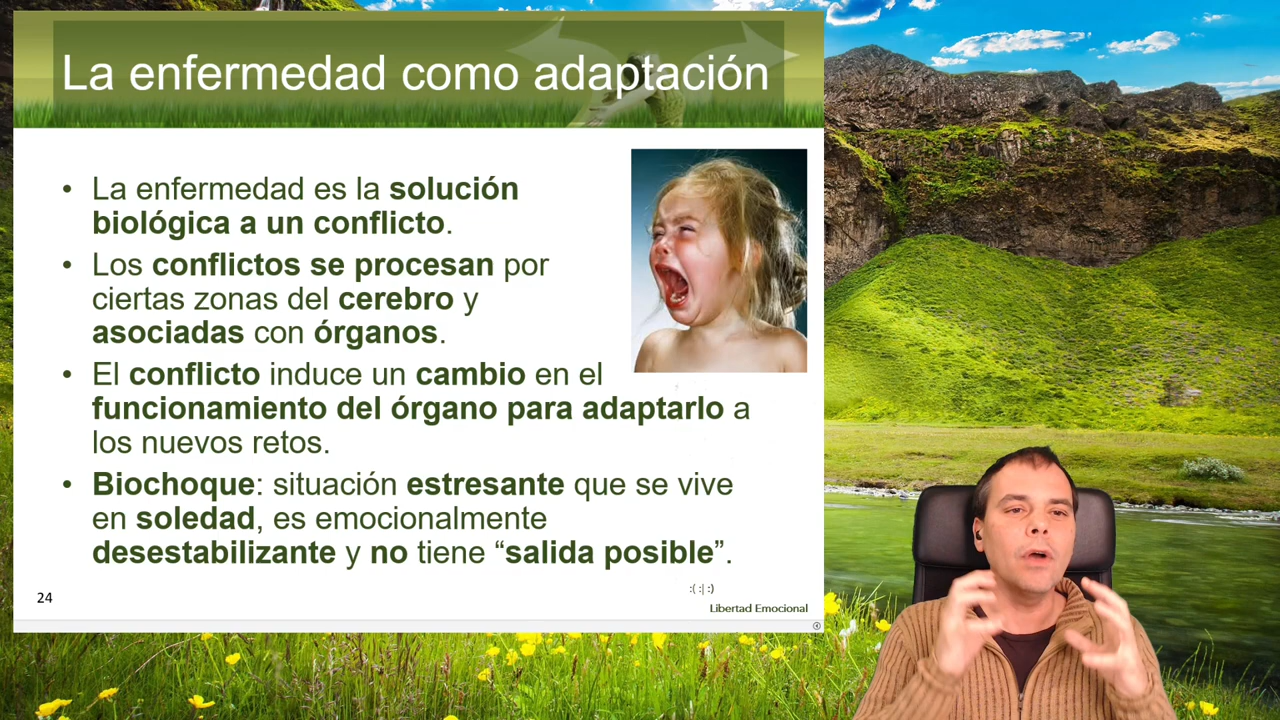 La enfermedad como adaptación
• La enfermedad es la solución
biológica a un conflicto.
• Los conflictos se procesan por
ciertas zonas del cerebro y
asociadas con órganos.
• El conflicto induce un cambio en el
funcionamiento del órgano para adaptarlo a
los nuevos retos.
• Biochoque: situación estresante que se vive
en soledad, es emocionalmente
desestabilizante y no tiene “salida posible”.
:( :| :)
24
Libertad Emocional